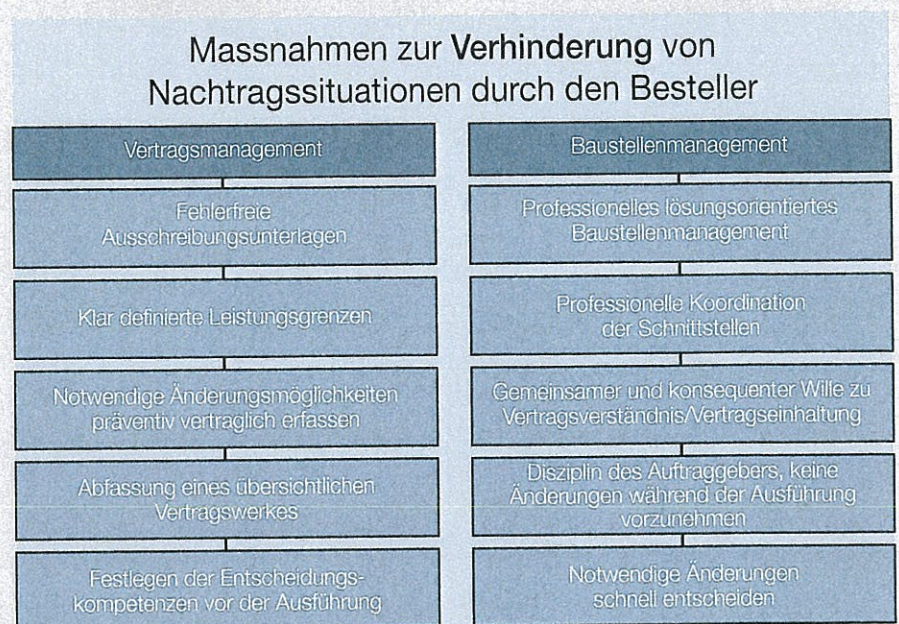 Massnahmen zur Verhinderung von
Nachtragssituationen durch den Besteller
Vertragsmanagement
Fehlerfreie
Ausschreibungsunterlagen
Klar definierte Leistungsgrenzen
Notwendige Änderungsmöglichkeiten
präventiv vertraglich erfassen
Abfassung eines übersichtlichen
Vertragswerkes
Festlegen der Entscheidungs-
kompetenzen vor der Ausführung
Baustellenmanagement
Professionelles lösungsorientiertes
Baustellenmanagement
Professionelle Koordination
der Schnittstellen
Gemeinsamer und konsequenter Wille zu
Vertragsverständnis/Vertragseinhaltung
Disziplin des Auftraggebers, keine
Änderungen während der Ausführung
vorzunehmen
Notwendige Änderungen
schnell entscheiden